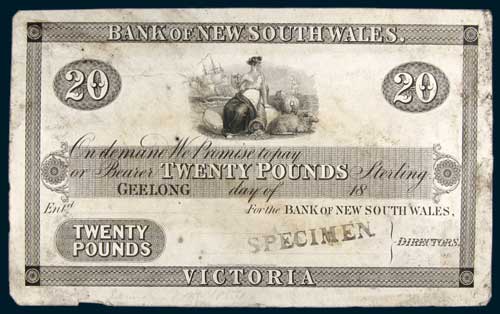 BANK OF NEW SOUTH WALES.
20 20
On demand We Promise to pay
or Bearer TWENTY POUNDS Sterling
GEELONG day of 18
Entd. For the BANK OF NEW SOUTH WALES,
TWENTY POUNDS
SPECIMEN
DIRECTORS.
VICTORIA